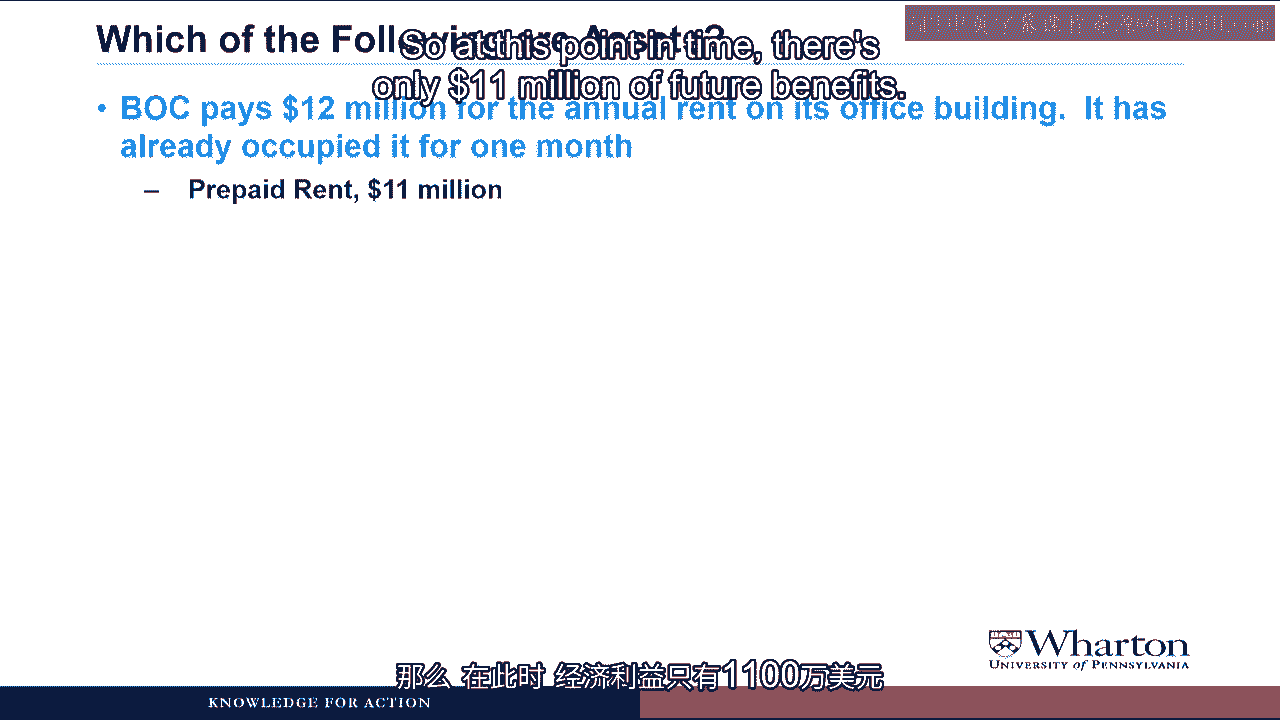 Which of the Following are Assets?
So at this point in time, there's
only $11 million of future benefits.
• BOC pays $12 million for the annual rent on its office building. It has
already occupied it for one month
– Prepaid Rent, $11 million
Wharton
UNIVERSITY of PENNSYLVANIA
那么 在此时 经济利益只有1100万美元
KNOWLEDGE FOR ACTION